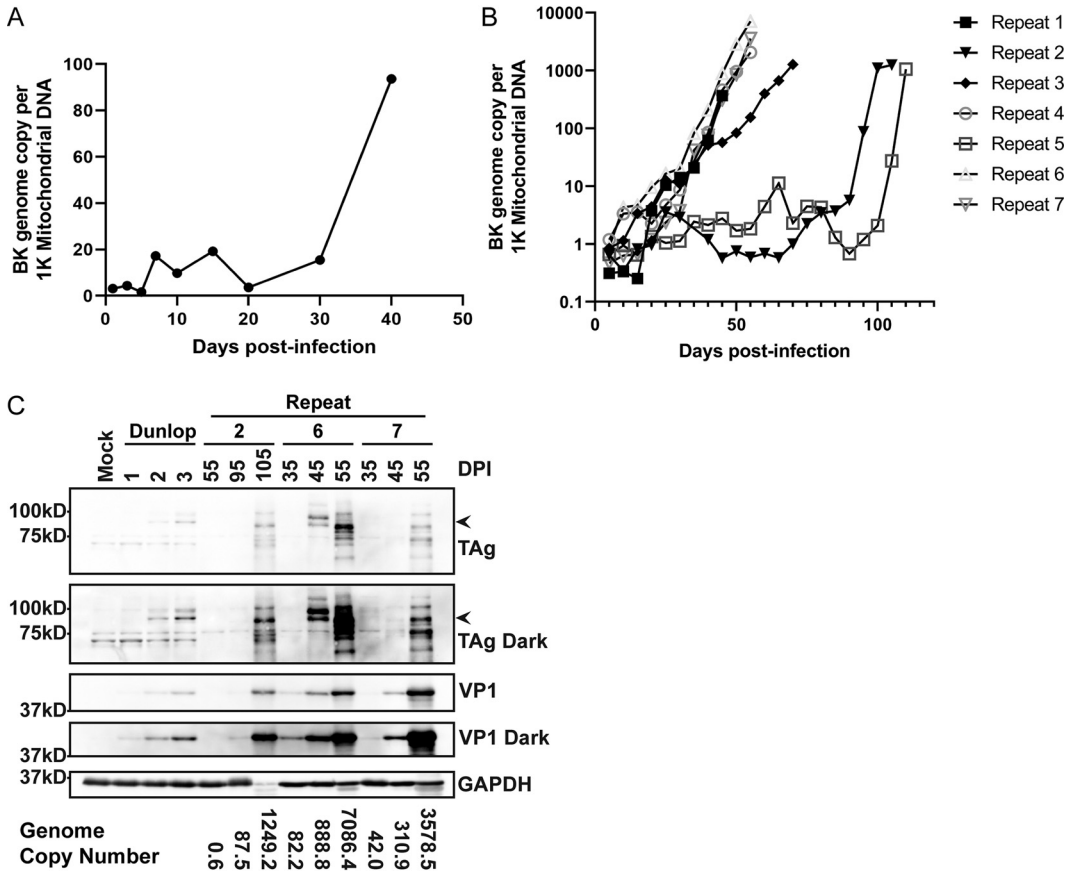 A
BK genome copy per
1K Mitochondrial DNA
100
80
60
40
20
0
0 10 20 30 40 50
Days post-infection
B
BK genome copy per
1K Mitochondrial DNA
10000
1000
100
10
1
0.1
0 50 100
Days post-infection
Repeat 1
Repeat 2
Repeat 3
Repeat 4
Repeat 5
Repeat 6
Repeat 7
C
Repeat
Mock Dunlop 2 6 7
1 2 3 55 95 105 35 45 55 35 45 55 DPI
100kD
75kD
TAg
100kD
75kD
TAg Dark
VP1
37kD
VP1 Dark
37kD
37kD
GAPDH
Genome
Copy Number
0.6 87.5 1249.2 82.2 888.8 7086.4 42.0 310.9 3578.5